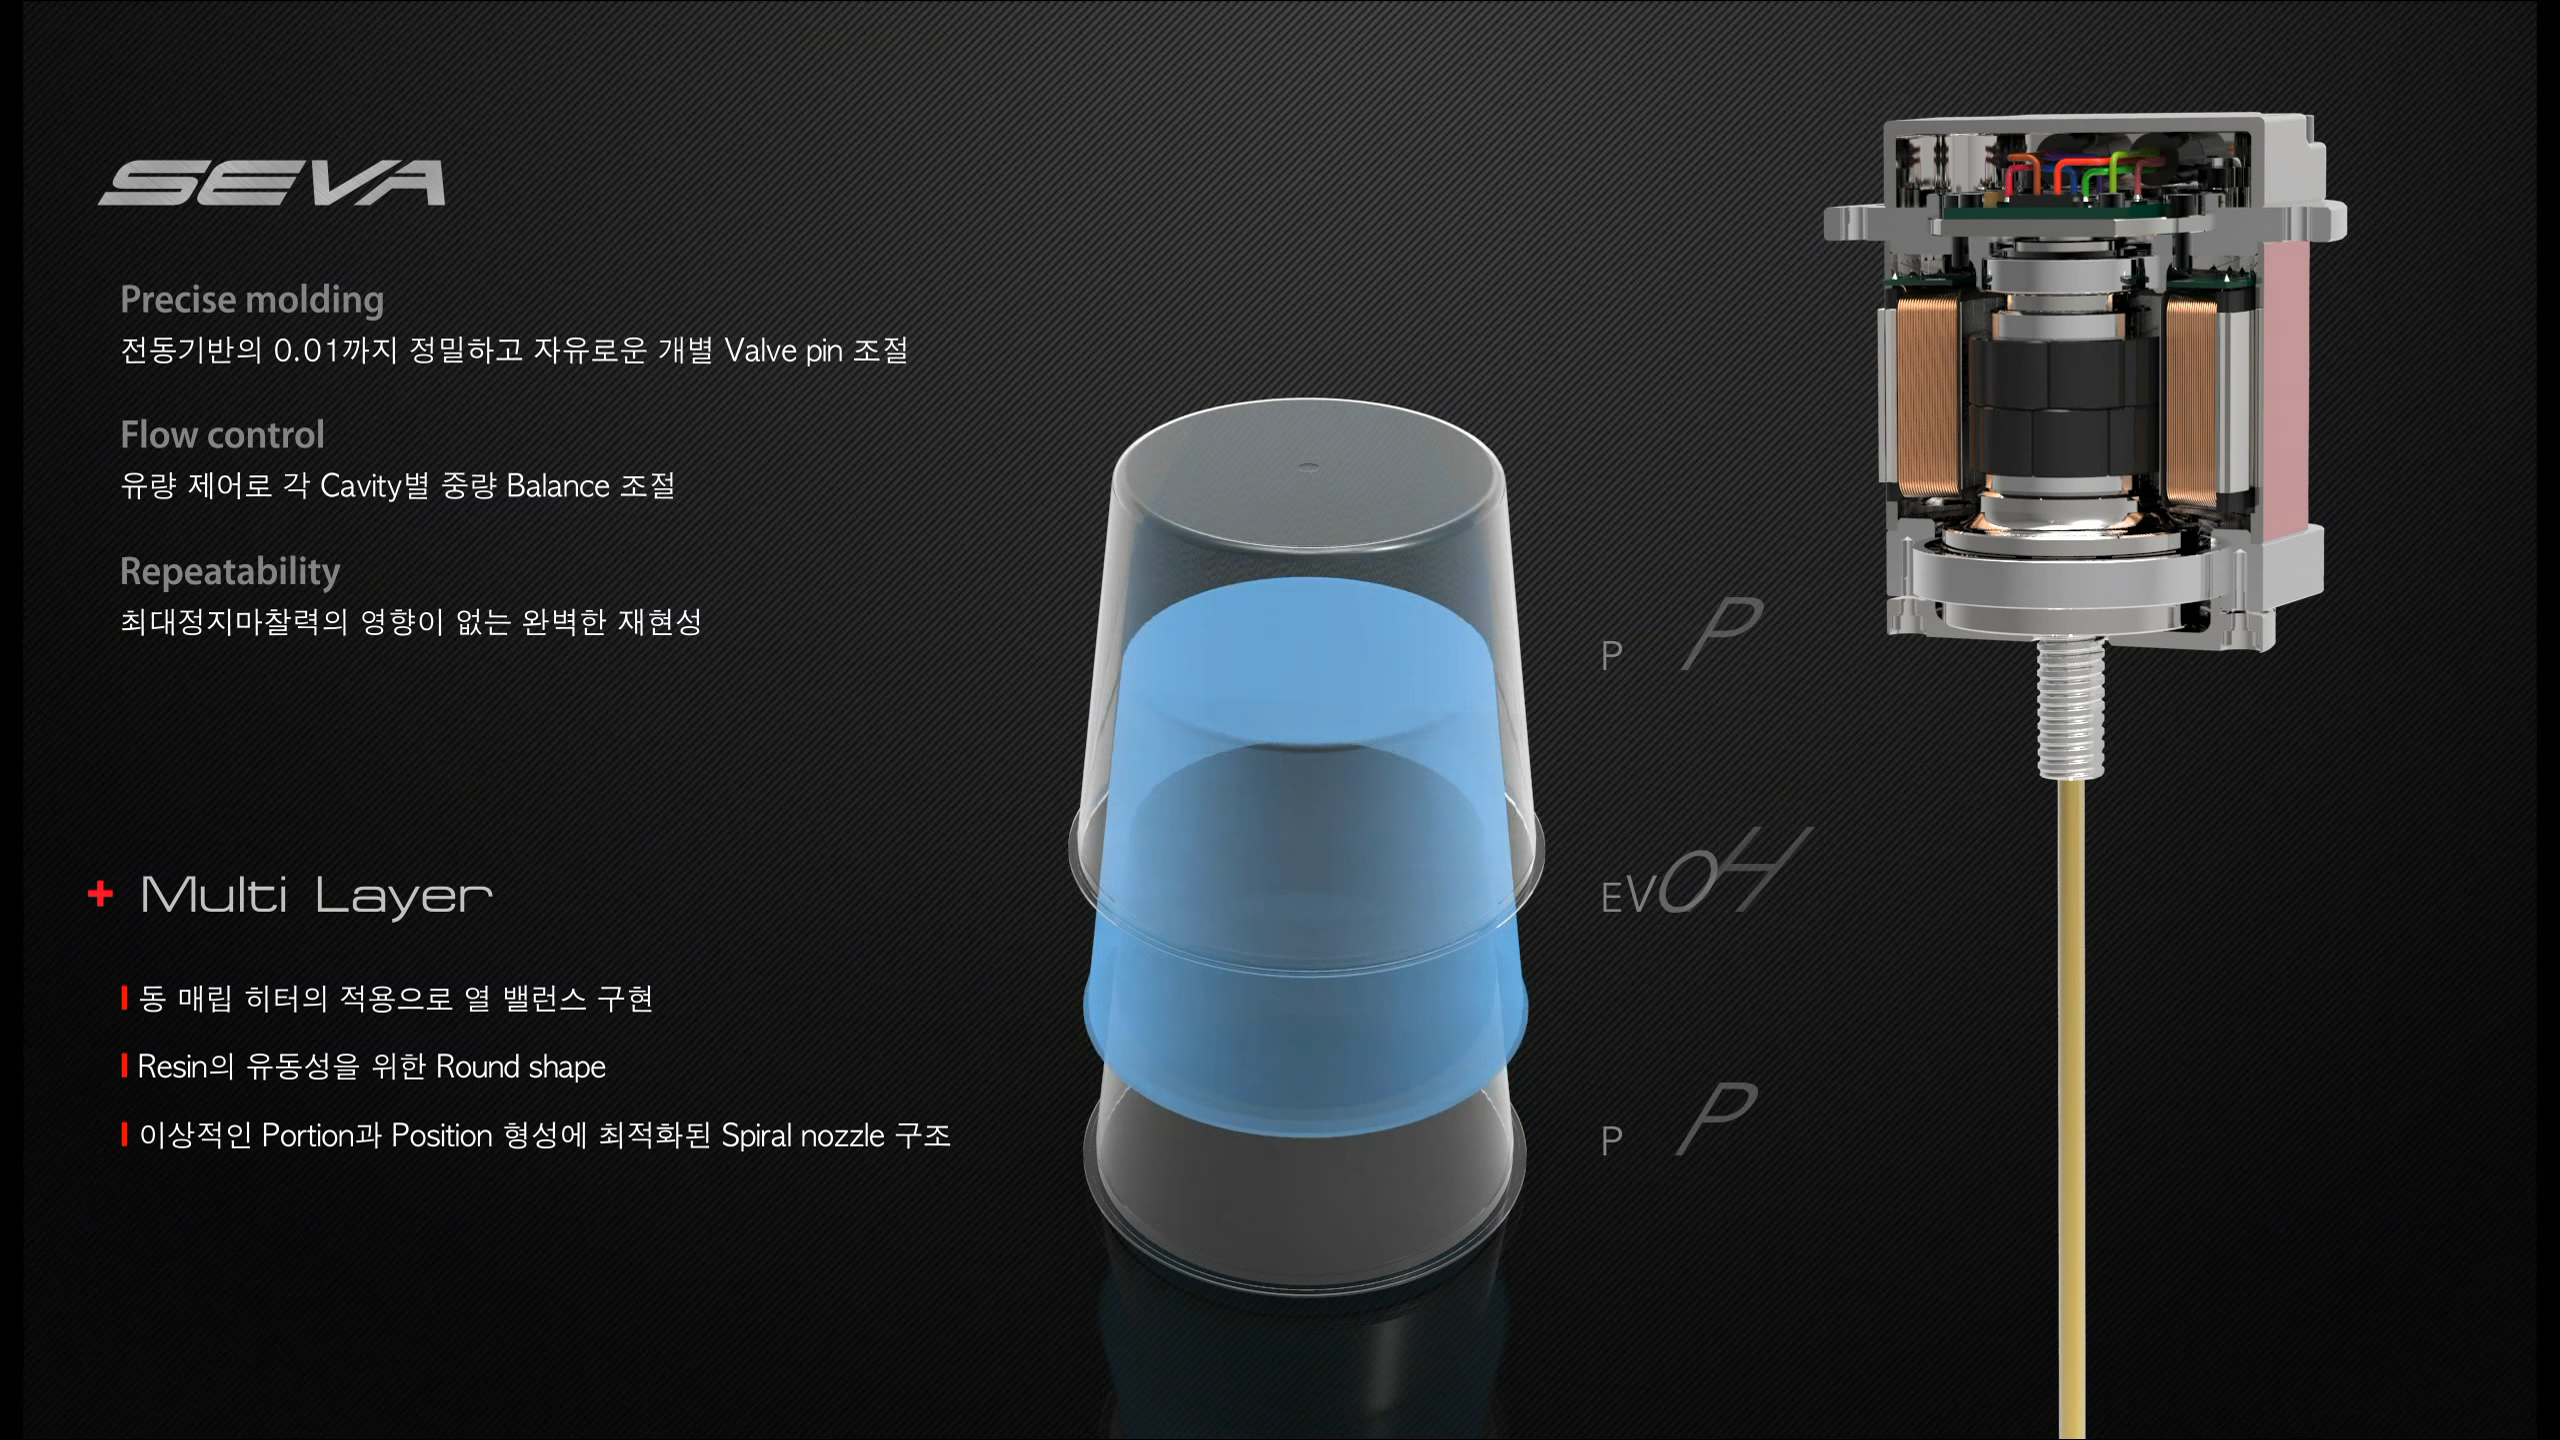 SEVA
Precise molding
전동기반의 0.01까지 정밀하고 자유로운 개별 Valve pin 조절
Flow control
유량 제어로 각 Cavity별 중량 Balance 조절
Repeatability
최대정지마찰력의 영향이 없는 완벽한 재현성
+ Multi Layer
동 매립 히터의 적용으로 열 밸런스 구현
Resin의 유동성을 위한 Round shape
이상적인 Portion과 Position 형성에 최적화된 Spiral nozzle 구조
P P
EVOH
P P